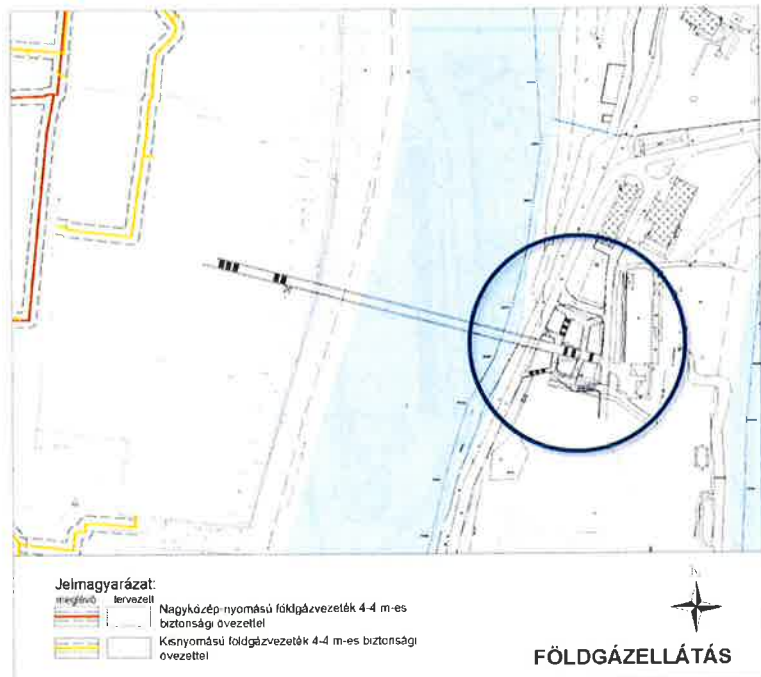 Jelmagyarázat:
meglévő tervezett
Nagyközép-nyomású földgázvezeték 4-4 m-es
biztonsági övezettel
Kisnyomású földgázvezeték 4-4 m-es biztonsági
övezettel
FÖLDGÁZELLÁTÁS